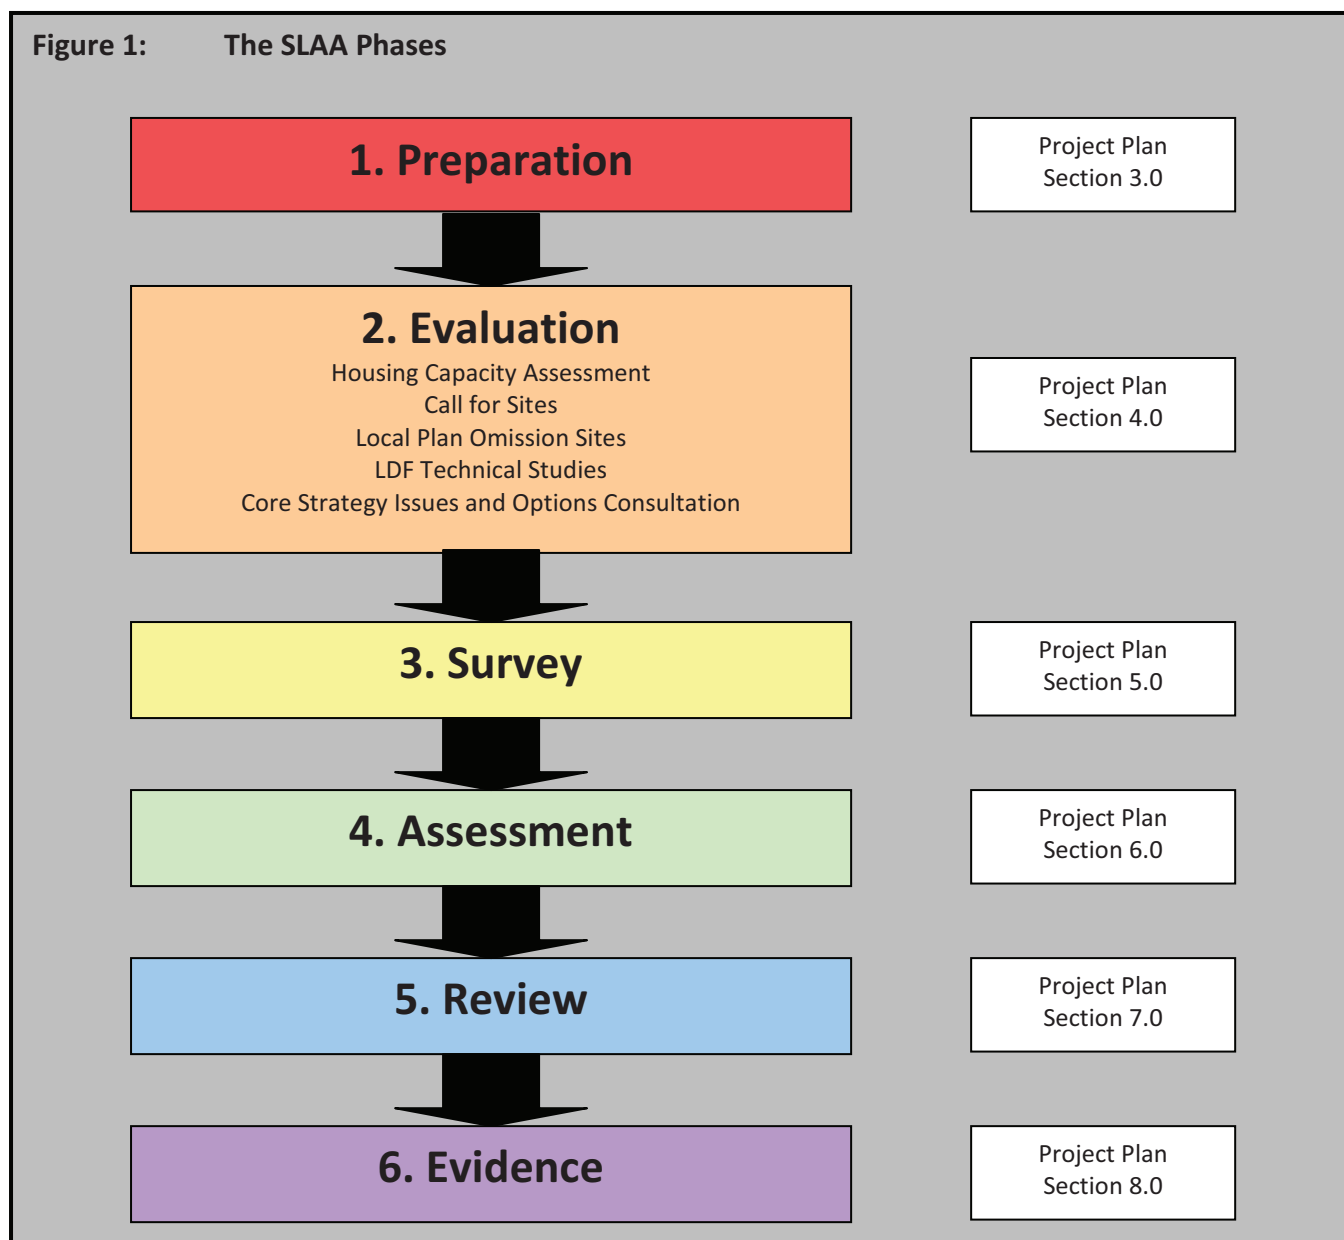 Figure 1: The SLAA Phases
1. Preparation
Project Plan
Section 3.0
2. Evaluation
Housing Capacity Assessment
Call for Sites
Local Plan Omission Sites
LDF Technical Studies
Core Strategy Issues and Options Consultation
Project Plan
Section 4.0
3. Survey
Project Plan
Section 5.0
4. Assessment
Project Plan
Section 6.0
5. Review
Project Plan
Section 7.0
6. Evidence
Project Plan
Section 8.0